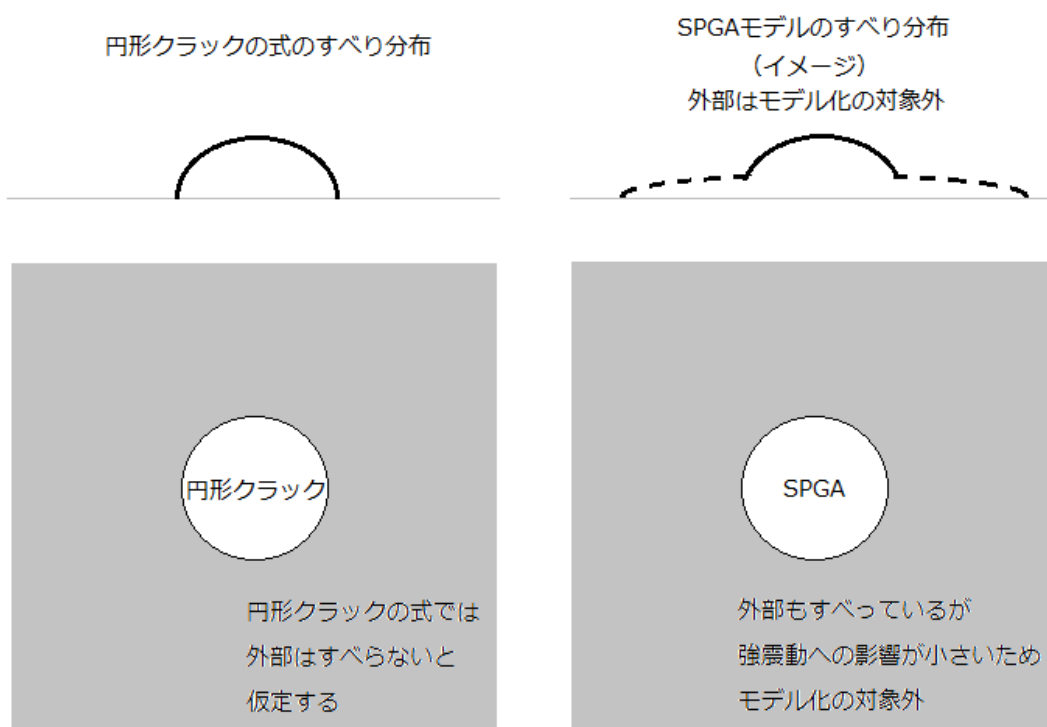 円形クラックの式のすべり分布
SPGAモデルのすべり分布
（イメージ）
外部はモデル化の対象外
円形クラック
円形クラックの式では
外部はすべらないと
仮定する
SPGA
外部もすべっているが
強震動への影響が小さいため
モデル化の対象外